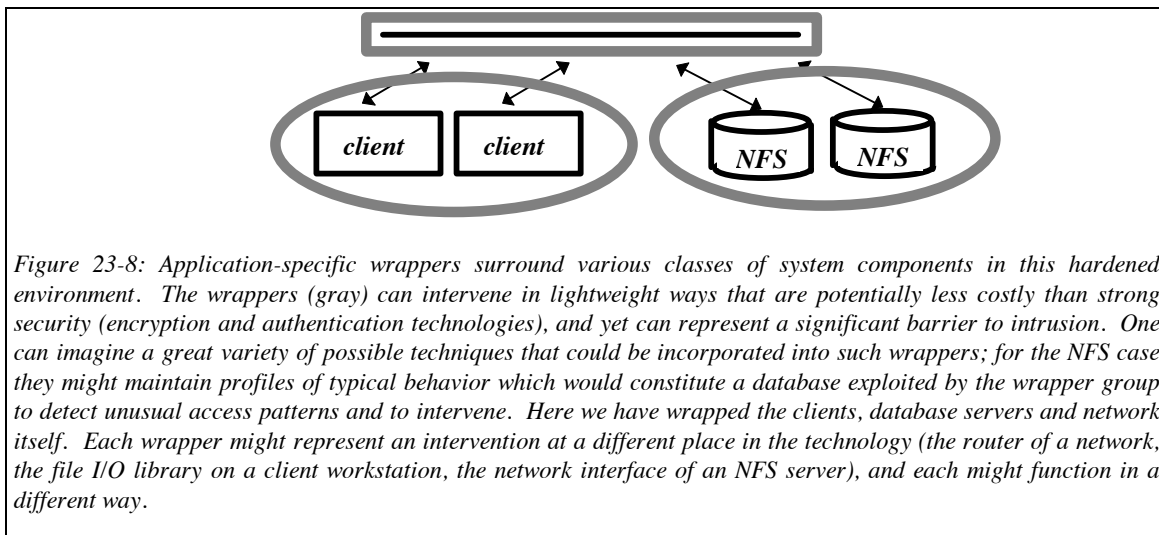 client client NFS NFS
Figure 23-8: Application-specific wrappers surround various classes of system components in this hardened
environment. The wrappers (gray) can intervene in lightweight ways that are potentially less costly than strong
security (encryption and authentication technologies), and yet can represent a significant barrier to intrusion. One
can imagine a great variety of possible techniques that could be incorporated into such wrappers; for the NFS case
they might maintain profiles of typical behavior which would constitute a database exploited by the wrapper group
to detect unusual access patterns and to intervene. Here we have wrapped the clients, database servers and network
itself. Each wrapper might represent an intervention at a different place in the technology (the router of a network,
the file I/O library on a client workstation, the network interface of an NFS server), and each might function in a
different way.